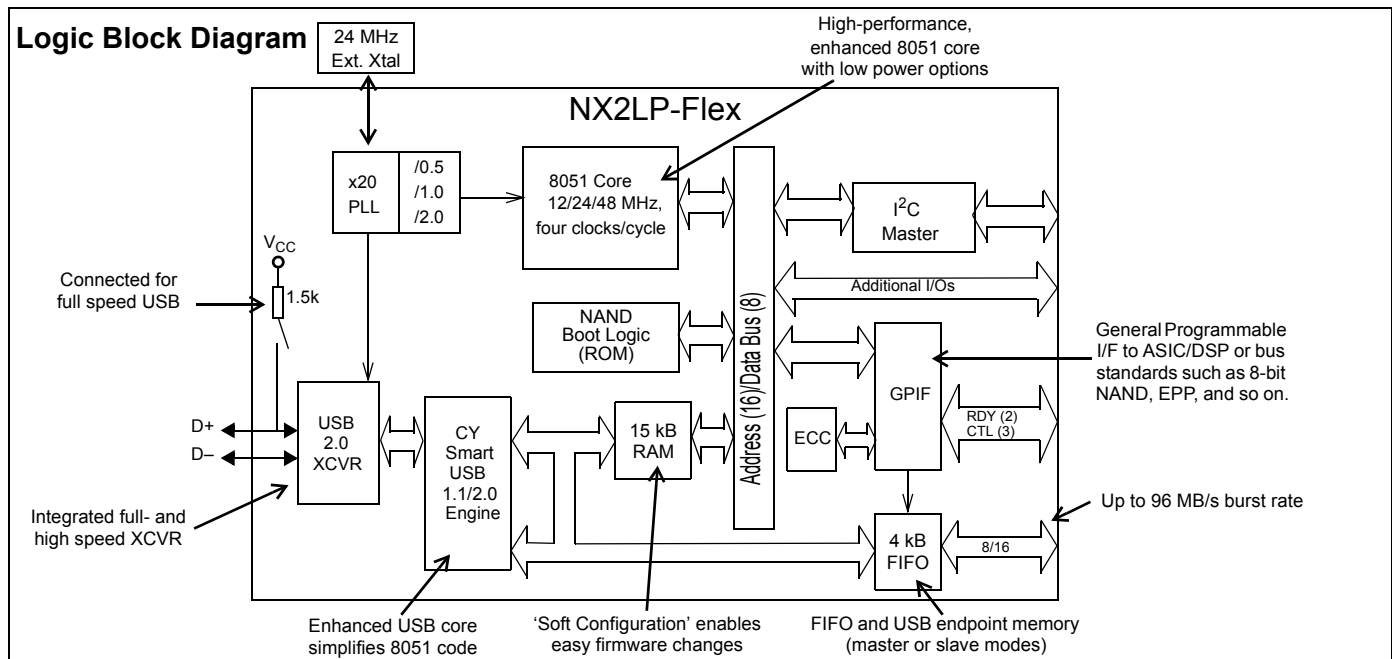 Logic Block Diagram
24 MHz
Ext. Xtal
High-performance,
enhanced 8051 core
with low power options
NX2LP-Flex
x20
PLL
/0.5
/1.0
/2.0
8051 Core
12/24/48 MHz,
four clocks/cycle
I²C
Master
VCC
1.5k
Connected for
full speed USB
Additional I/Os
NAND
Boot Logic
(ROM)
Address (16)/Data Bus (8)
General Programmable
I/F to ASIC/DSP or bus
standards such as 8-bit
NAND, EPP, and so on.
GPIF
RDY (2)
CTL (3)
D+
D–
USB
2.0
XCVR
CY
Smart
USB
1.1/2.0
Engine
15 kB
RAM
ECC
Integrated full- and
high speed XCVR
Up to 96 MB/s burst rate
4 kB
FIFO
8/16
Enhanced USB core
simplifies 8051 code
‘Soft Configuration’ enables
easy firmware changes
FIFO and USB endpoint memory
(master or slave modes)